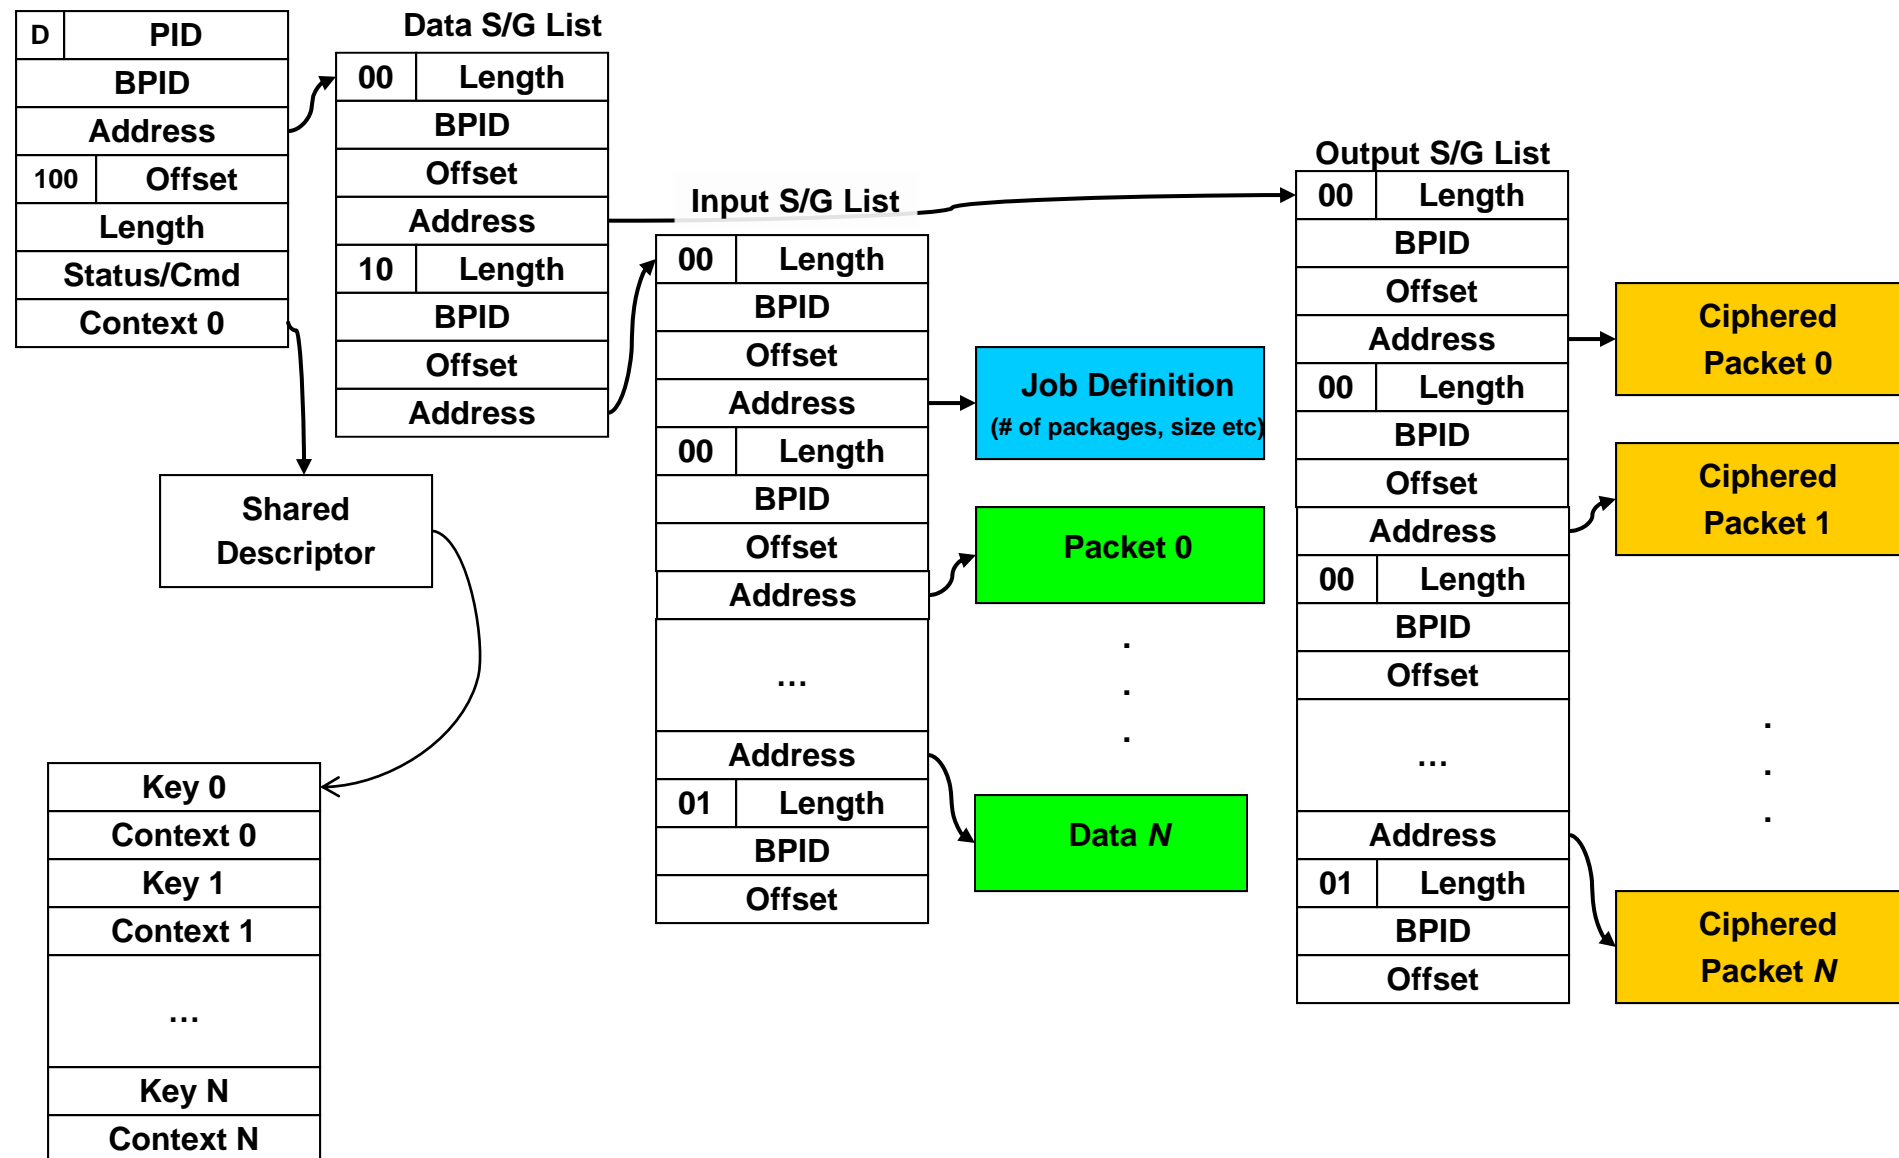 D PID
BPID
Address
100 Offset
Length
Status/Cmd
Context 0
Data S/G List
00 Length
BPID
Offset
Address
10 Length
BPID
Offset
Address
Shared
Descriptor
Key 0
Context 0
Key 1
Context 1
...
Key N
Context N
Input S/G List
00 Length
BPID
Offset
Address
00 Length
BPID
Offset
Address
...
Address
01 Length
BPID
Offset
Job Definition
(# of packages, size etc)
Packet 0
.
.
.
Data N
Output S/G List
00 Length
BPID
Offset
Address
00 Length
BPID
Offset
Address
00 Length
BPID
Offset
...
Address
01 Length
BPID
Offset
Ciphered
Packet 0
Ciphered
Packet 1
.
.
.
Ciphered
Packet N